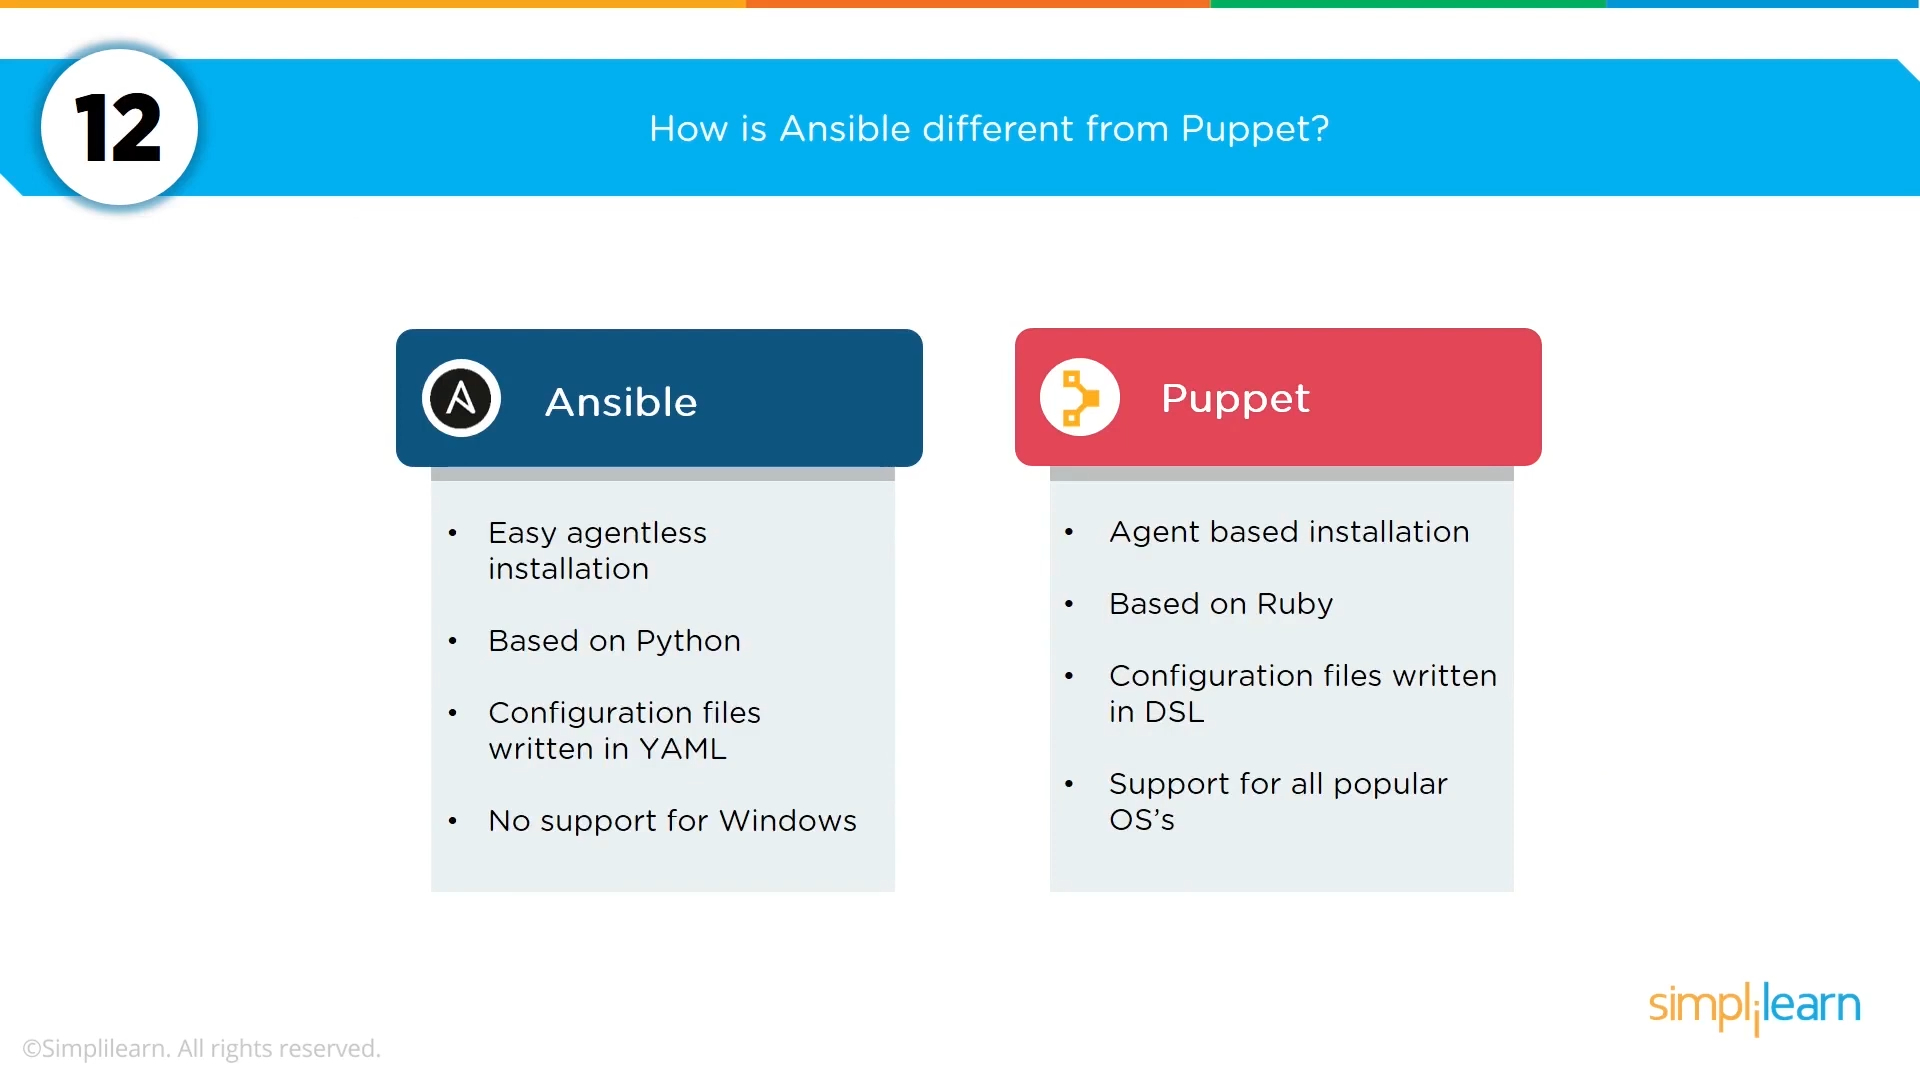 12
How is Ansible different from Puppet?
Ansible
• Easy agentless
installation
• Based on Python
• Configuration files
written in YAML
• No support for Windows
Puppet
• Agent based installation
• Based on Ruby
• Configuration files written
in DSL
• Support for all popular
OS’s
simplilearn
©Simplilearn. All rights reserved.